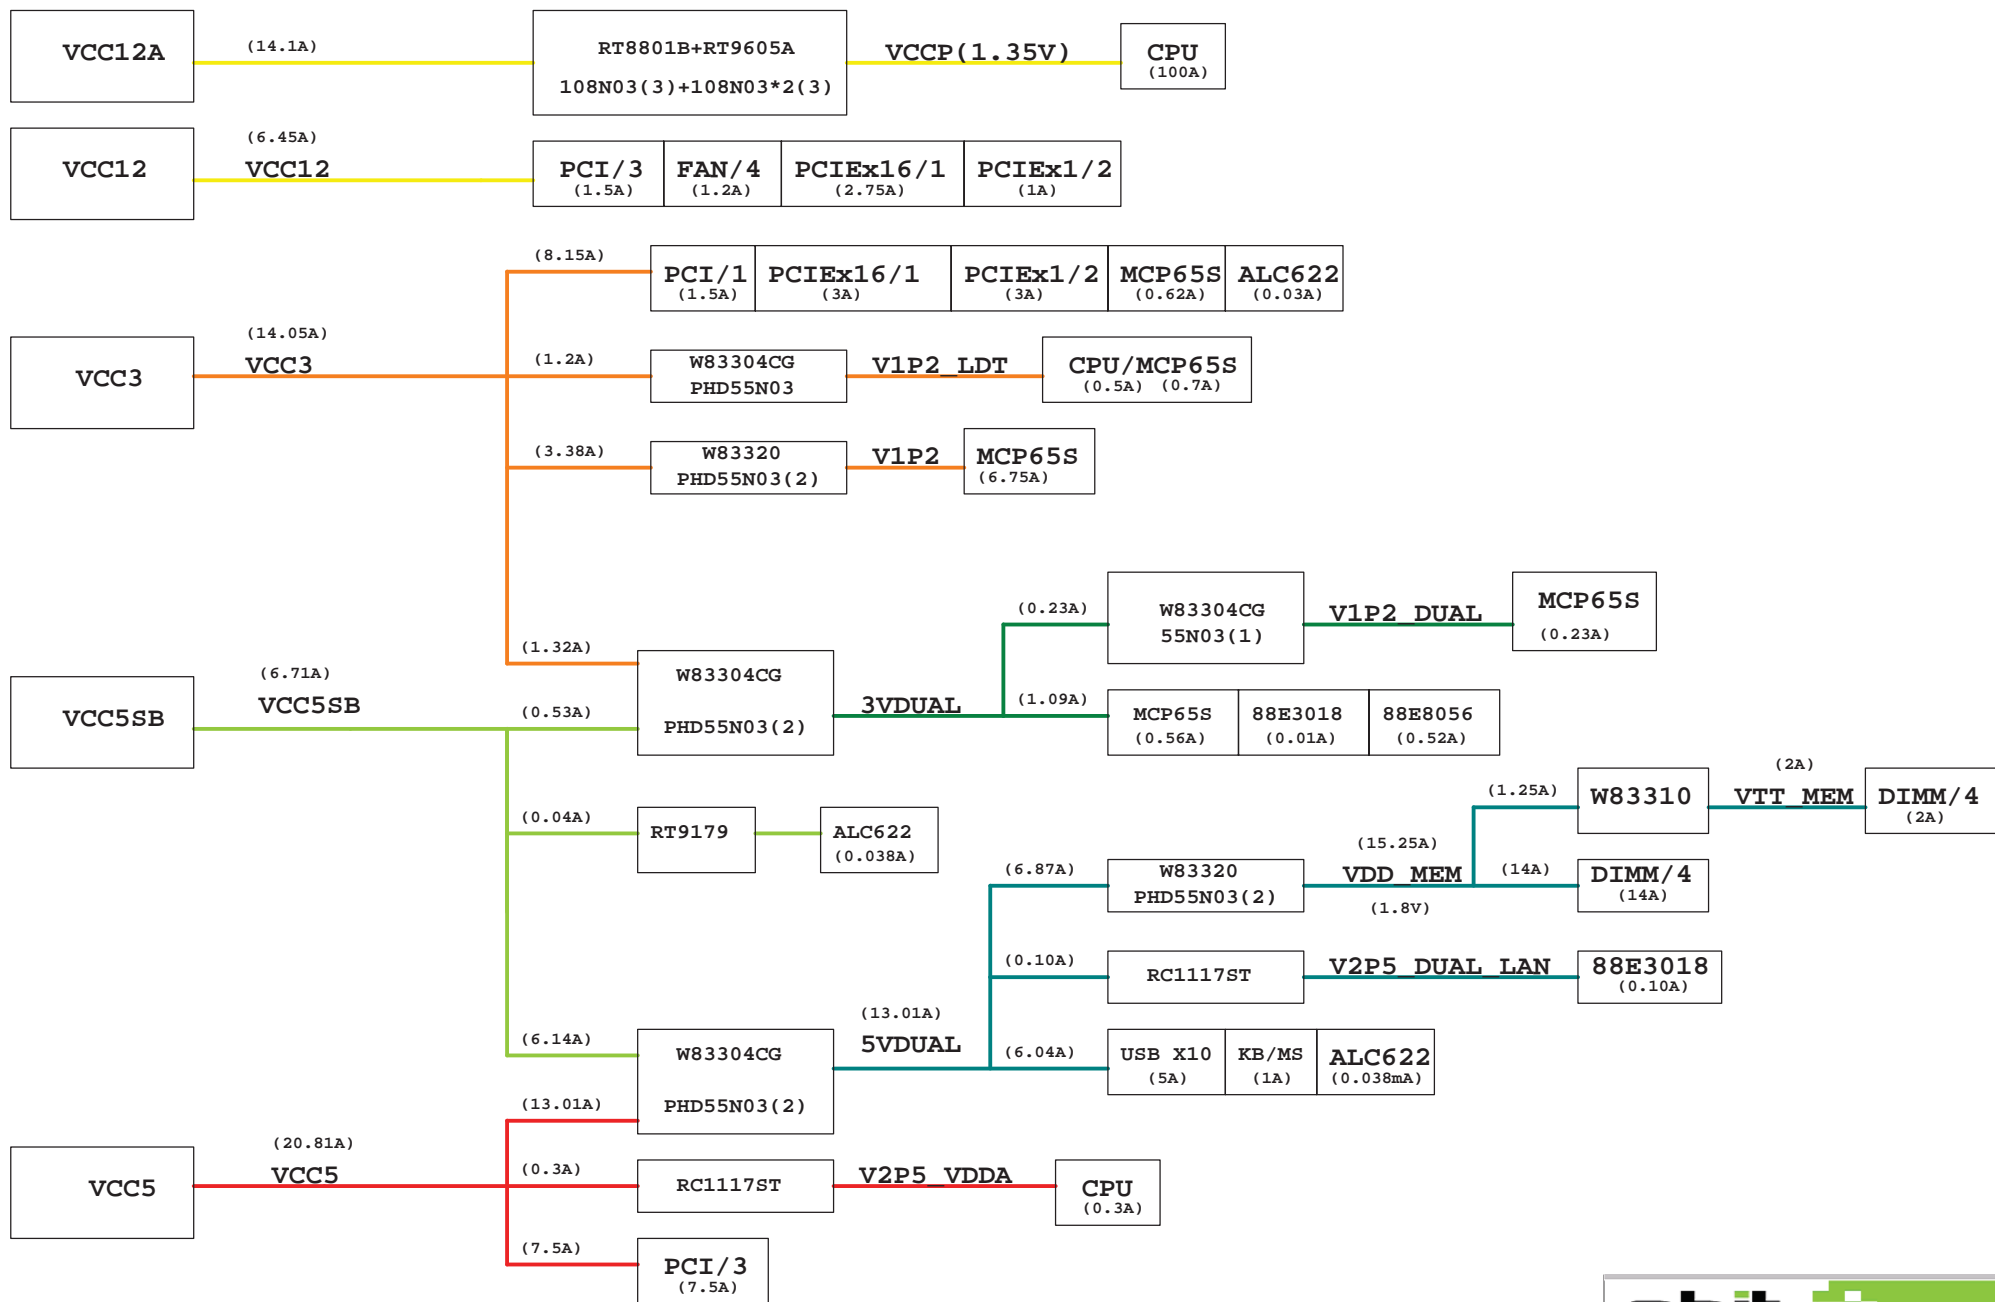 VCC12A
(14.1A)
RT8801B+RT9605A
108N03(3)+108N03*2(3)
VCCP(1.35V)
CPU
(100A)
VCC12
(6.45A)
VCC12
PCI/3
(1.5A)
FAN/4
(1.2A)
PCIEx16/1
(2.75A)
PCIEx1/2
(1A)
(8.15A)
PCI/1
(1.5A)
PCIEx16/1
(3A)
PCIEx1/2
(3A)
MCP65S
(0.62A)
ALC622
(0.03A)
VCC3
(14.05A)
VCC3
(1.2A)
W83304CG
PHD55N03
V1P2_LDT
CPU/MCP65S
(0.5A) (0.7A)
(3.38A)
W83320
PHD55N03(2)
V1P2
MCP65S
(6.75A)
(1.32A)
VCC5SB
(6.71A)
VCC5SB
(0.53A)
W83304CG
PHD55N03(2)
3VDUAL
(0.23A)
W83304CG
55N03(1)
V1P2_DUAL
MCP65S
(0.23A)
(1.09A)
MCP65S
(0.56A)
88E3018
(0.01A)
88E8056
(0.52A)
(0.04A)
RT9179
ALC622
(0.038A)
(1.25A)
W83310
(2A)
VTT_MEM
DIMM/4
(2A)
(6.87A)
W83320
PHD55N03(2)
(15.25A)
VDD_MEM
(1.8V)
(14A)
DIMM/4
(14A)
(0.10A)
RC1117ST
V2P5_DUAL_LAN
88E3018
(0.10A)
(6.14A)
W83304CG
PHD55N03(2)
(13.01A)
5VDUAL
(6.04A)
USB X10
(5A)
KB/MS
(1A)
ALC622
(0.038mA)
(13.01A)
VCC5
(20.81A)
VCC5
(0.3A)
RC1117ST
V2P5_VDDA
CPU
(0.3A)
(7.5A)
PCI/3
(7.5A)